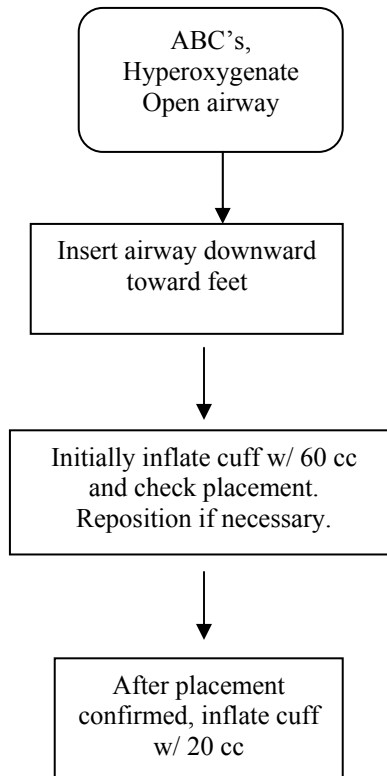 ABC’s,
Hyperoxygenate
Open airway
Insert airway downward
toward feet
Initially inflate cuff w/ 60 cc
and check placement.
Reposition if necessary.
After placement
confirmed, inflate cuff
w/ 20 cc